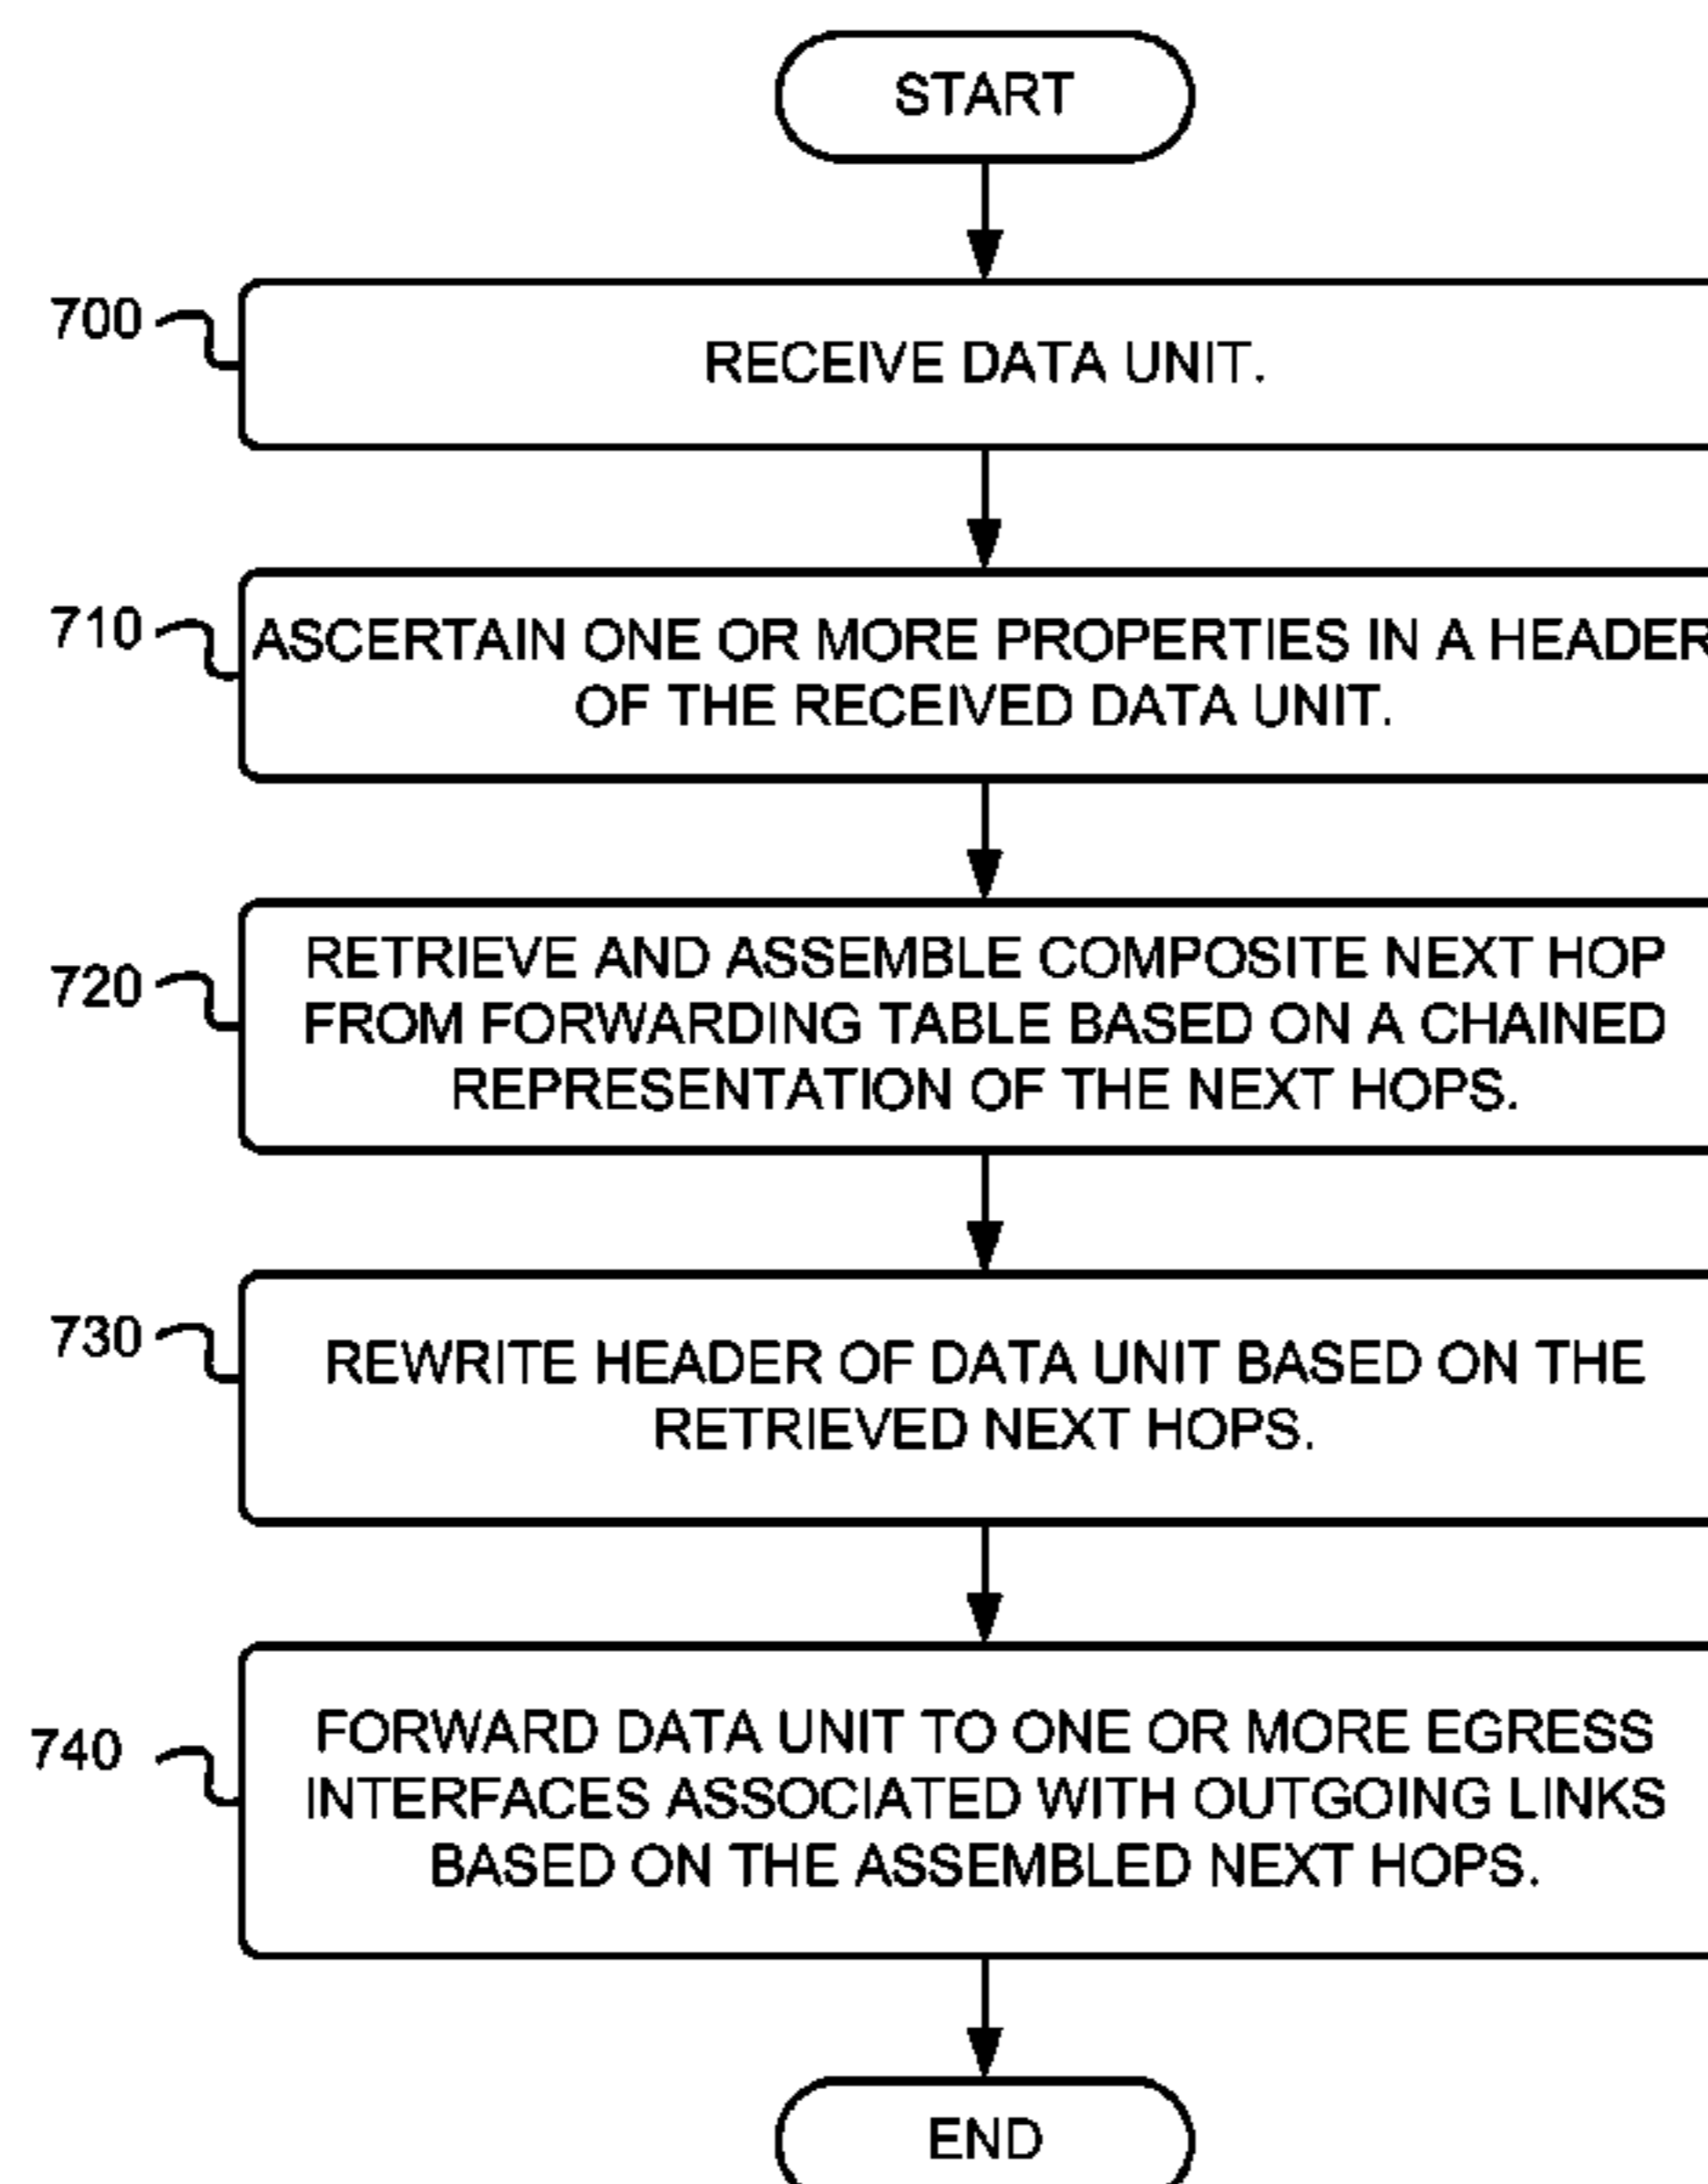 START
700
RECEIVE DATA UNIT.
710
ASCERTAIN ONE OR MORE PROPERTIES IN A HEADER
OF THE RECEIVED DATA UNIT.
720
RETRIEVE AND ASSEMBLE COMPOSITE NEXT HOP
FROM FORWARDING TABLE BASED ON A CHAINED
REPRESENTATION OF THE NEXT HOPS.
730
REWRITE HEADER OF DATA UNIT BASED ON THE
RETRIEVED NEXT HOPS.
740
FORWARD DATA UNIT TO ONE OR MORE EGRESS
INTERFACES ASSOCIATED WITH OUTGOING LINKS
BASED ON THE ASSEMBLED NEXT HOPS.
END